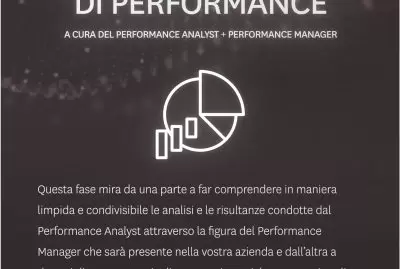 DI PERFORMANCE
A CURA DEL PERFORMANCE ANALYST + PERFORMANCE MANAGER
Questa fase mira da una parte a far comprendere in maniera
limpida e condivisibile le analisi e le risultanze condotte dal
Performance Analyst attraverso la figura del Performance
Manager che sarà presente nella vostra azienda e dall'altra a